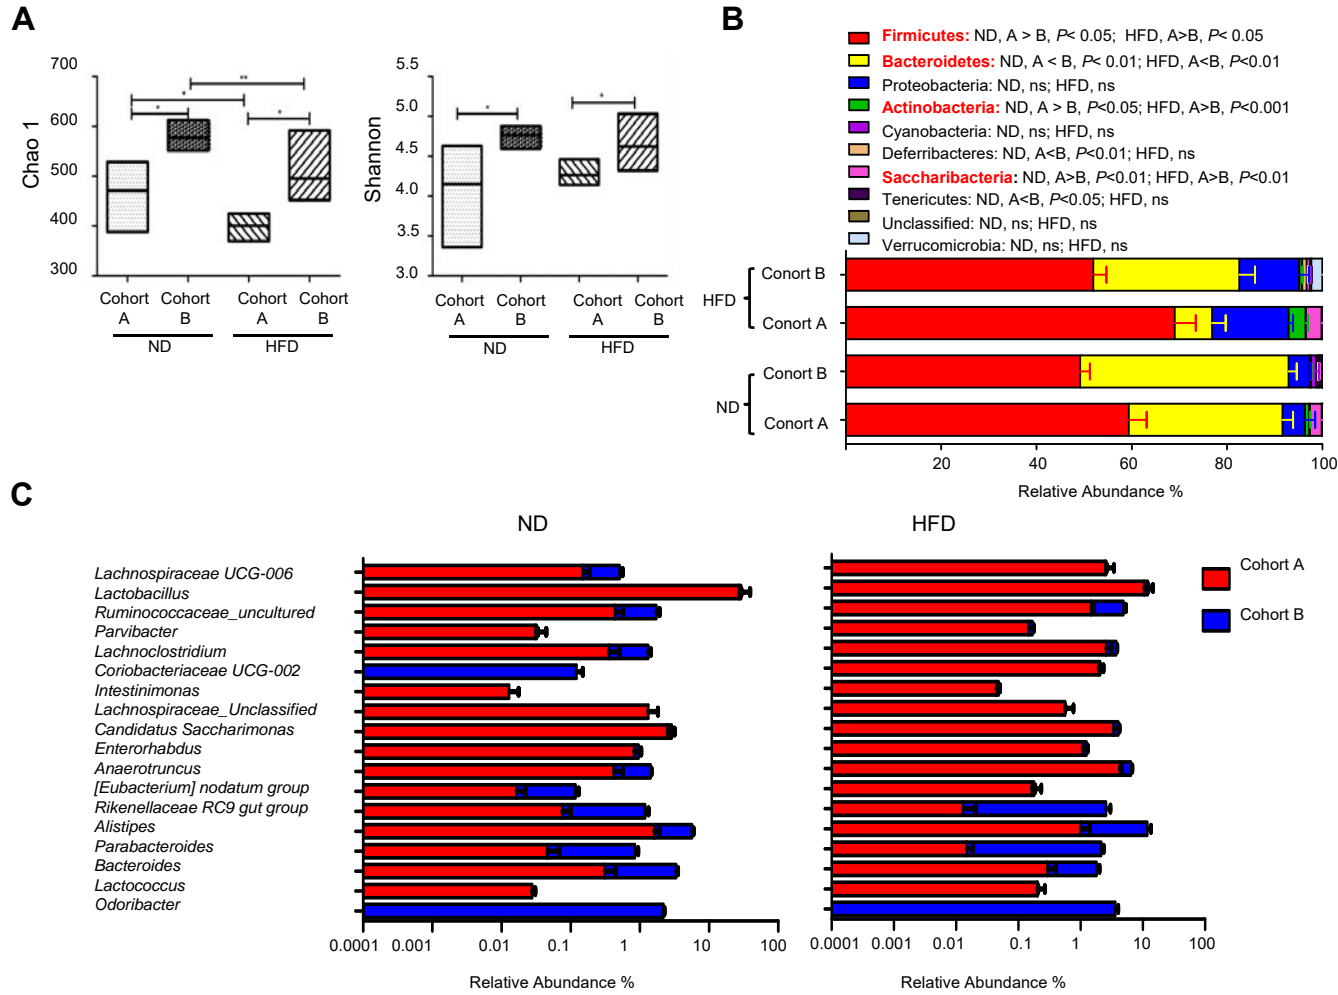 A
Chao 1
700
600
500
400
300
*
*
**
*
Cohort A
Cohort B
Cohort A
Cohort B
ND
HFD
Shannon
5.5
5.0
4.5
4.0
3.5
3.0
*
*
Cohort A
Cohort B
Cohort A
Cohort B
ND
HFD
B
Firmicutes: ND, A > B, P< 0.05; HFD, A>B, P< 0.05
Bacteroidetes: ND, A < B, P< 0.01; HFD, A<B, P<0.01
Proteobacteria: ND, ns; HFD, ns
Actinobacteria: ND, A > B, P<0.05; HFD, A>B, P<0.001
Cyanobacteria: ND, ns; HFD, ns
Deferribacteres: ND, A<B, P<0.01; HFD, ns
Saccharibacteria: ND, A>B, P<0.01; HFD, A>B, P<0.01
Tenericutes: ND, A<B, P<0.05; HFD, ns
Unclassified: ND, ns; HFD, ns
Verrucomicrobia: ND, ns; HFD, ns
HFD
Cohort B
Cohort A
ND
Cohort B
Cohort A
20 40 60 80 100
Relative Abundance %
C
ND
HFD
Lachnospiraceae UCG-006
Lactobacillus
Ruminococcaceae_uncultured
Parvibacter
Lachnoclostridium
Coriobacteriaceae UCG-002
Intestinimonas
Lachnospiraceae_Unclassified
Candidatus Saccharimonas
Enterorhabdus
Anaerotruncus
[Eubacterium] nodatum group
Rikenellaceae RC9 gut group
Alistipes
Parabacteroides
Bacteroides
Lactococcus
Odoribacter
0.0001 0.001 0.01 0.1 1 10 100
Relative Abundance %
0.0001 0.001 0.01 0.1 1 10 100
Relative Abundance %
Cohort A
Cohort B